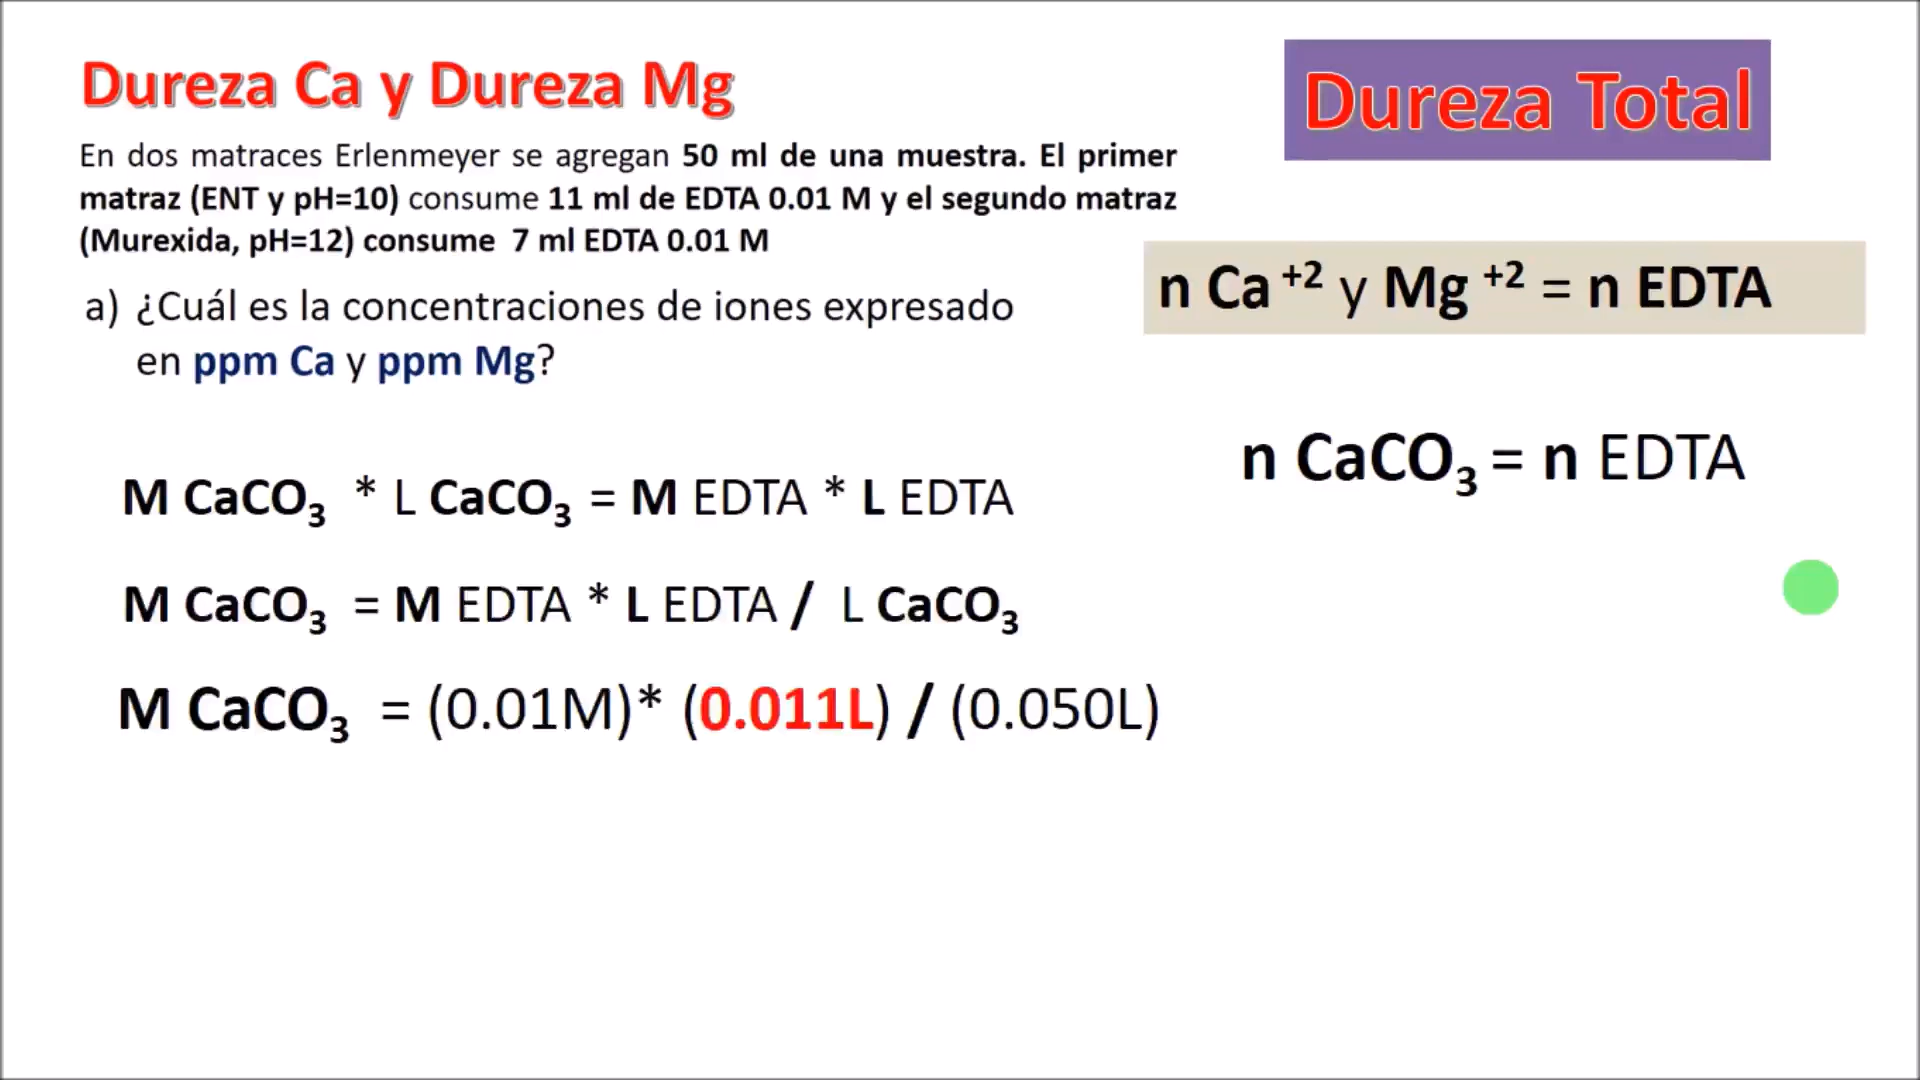 Dureza Ca y Dureza Mg
Dureza Total
En dos matraces Erlenmeyer se agregan 50 ml de una muestra. El primer
matraz (ENT y pH=10) consume 11 ml de EDTA 0.01 M y el segundo matraz
(Murexida, pH=12) consume 7 ml EDTA 0.01 M
n Ca⁺² y Mg⁺² = n EDTA
a) ¿Cuál es la concentraciones de iones expresado
en ppm Ca y ppm Mg?
n CaCO₃ = n EDTA
M CaCO₃ * L CaCO₃ = M EDTA * L EDTA
M CaCO₃ = M EDTA * L EDTA / L CaCO₃
M CaCO₃ = (0.01M)* (0.011L) / (0.050L)